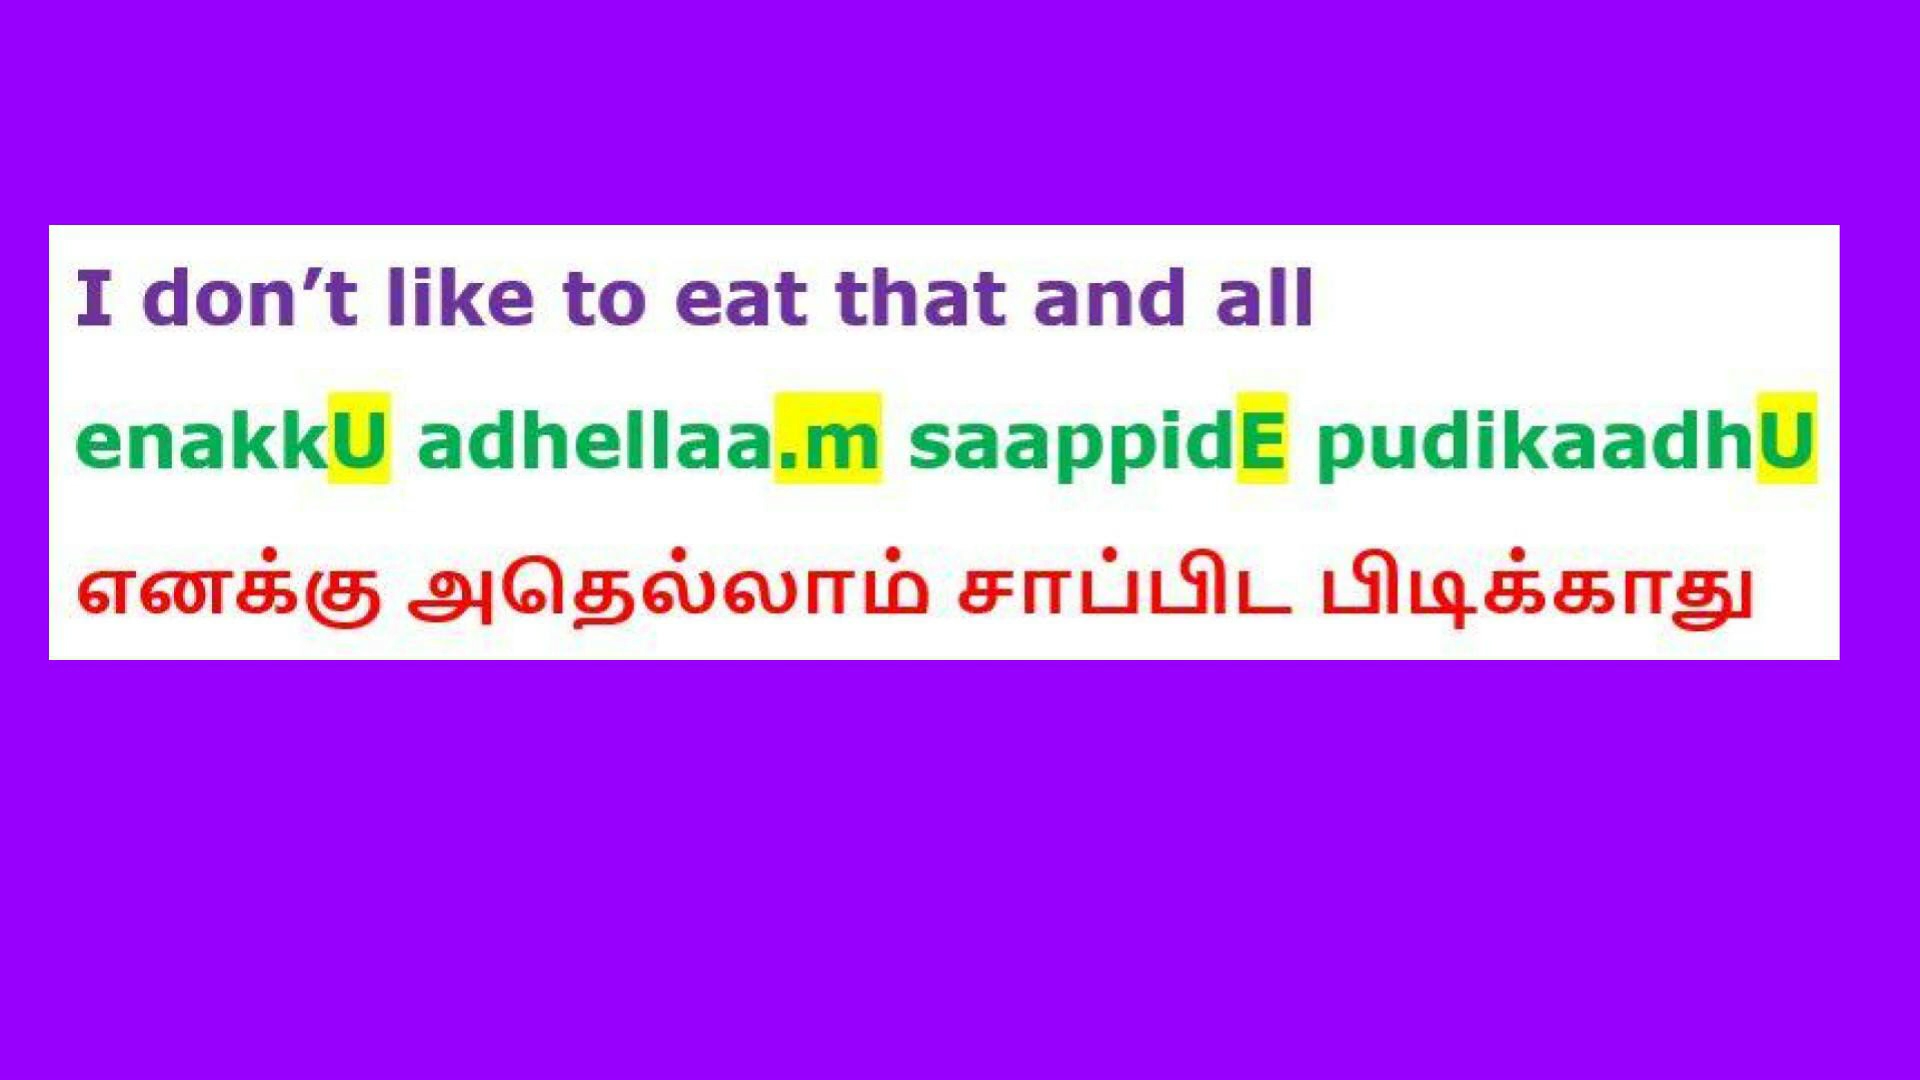 I don’t like to eat that and all
enakkU adhellaa.m saappidE pudikaadhU
எனக்கு அதெல்லாம் சாப்பிட பிடிக்காது